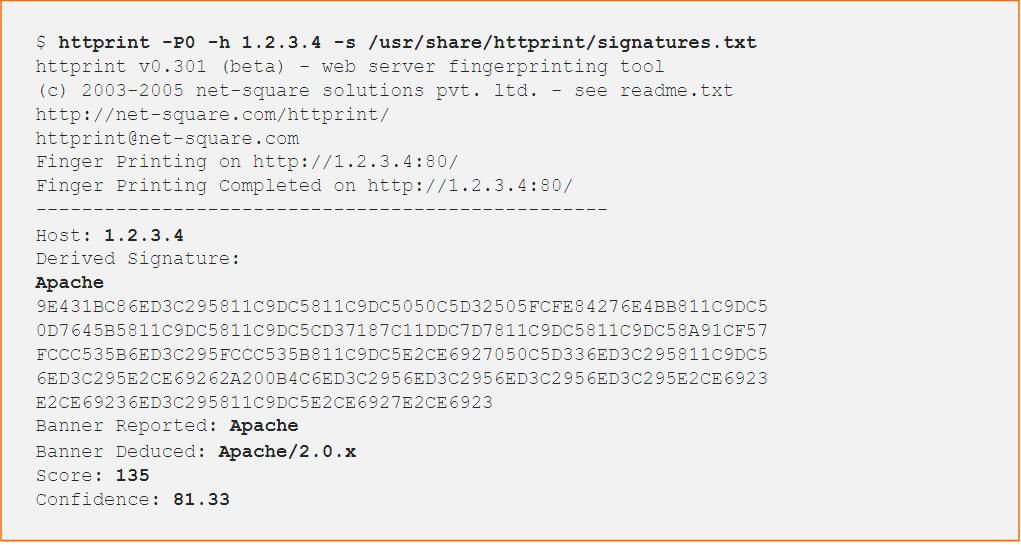 $ httprint -P0 -h 1.2.3.4 -s /usr/share/httprint/signatures.txt
httprint v0.301 (beta) - web server fingerprinting tool
(c) 2003-2005 net-square solutions pvt. ltd. - see readme.txt
http://net-square.com/httprint/
httprint@net-square.com
Finger Printing on http://1.2.3.4:80/
Finger Printing Completed on http://1.2.3.4:80/
--------------------------------------------------
Host: 1.2.3.4
Derived Signature:
Apache
9E431BC86ED3C295811C9DC5811C9DC5050C5D32505FCFE84276E4BB811C9DC5
0D7645B5811C9DC5811C9DC5CD37187C11DDC7D7811C9DC5811C9DC58A91CF57
FCCC535B6ED3C295FCCC535B811C9DC5E2CE6927050C5D336ED3C295811C9DC5
6ED3C295E2CE69262A200B4C6ED3C2956ED3C2956ED3C2956ED3C295E2CE6923
E2CE69236ED3C295811C9DC5E2CE6927E2CE6923
Banner Reported: Apache
Banner Deduced: Apache/2.0.x
Score: 135
Confidence: 81.33